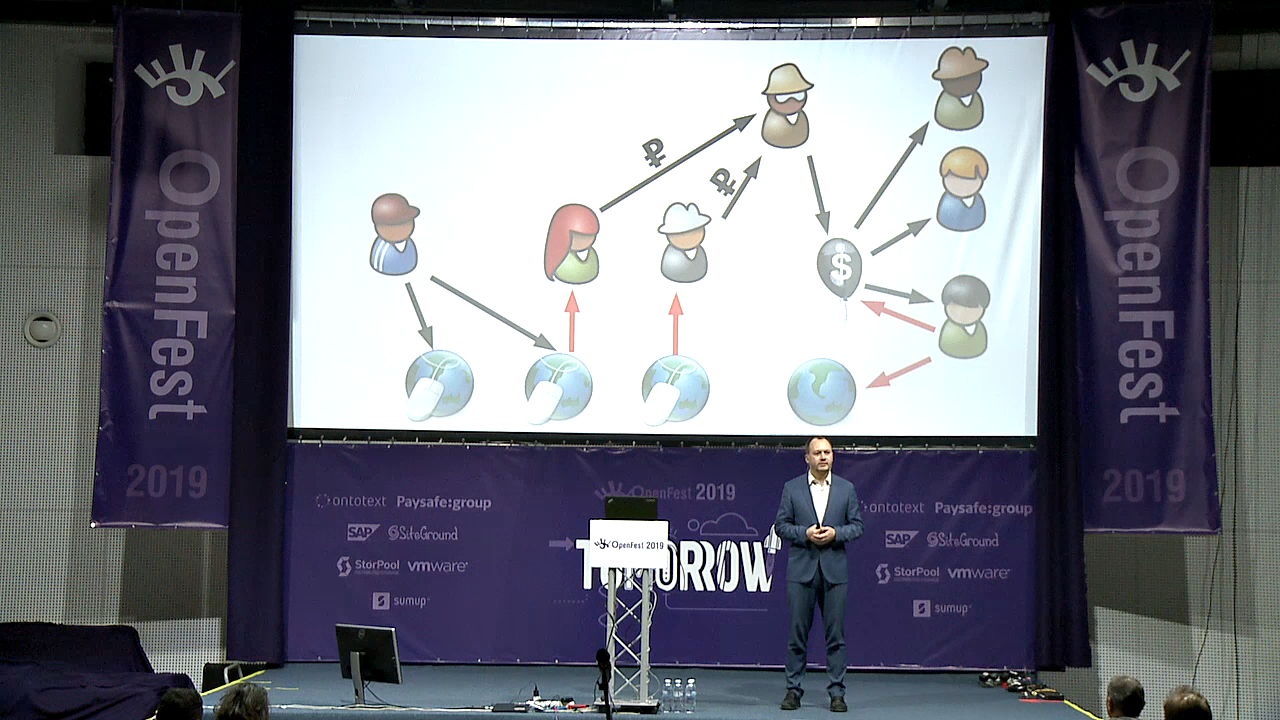 ₽
₽
$
OpenFest
2019
OpenFest
2019
OpenFest 2019
ontotext Paysafe:group
SAP SiteGround
StorPool vmware
sumup
OpenFest 2019
TOMORROW
ontotext Paysafe:group
SAP SiteGround
StorPool vmware
sumup